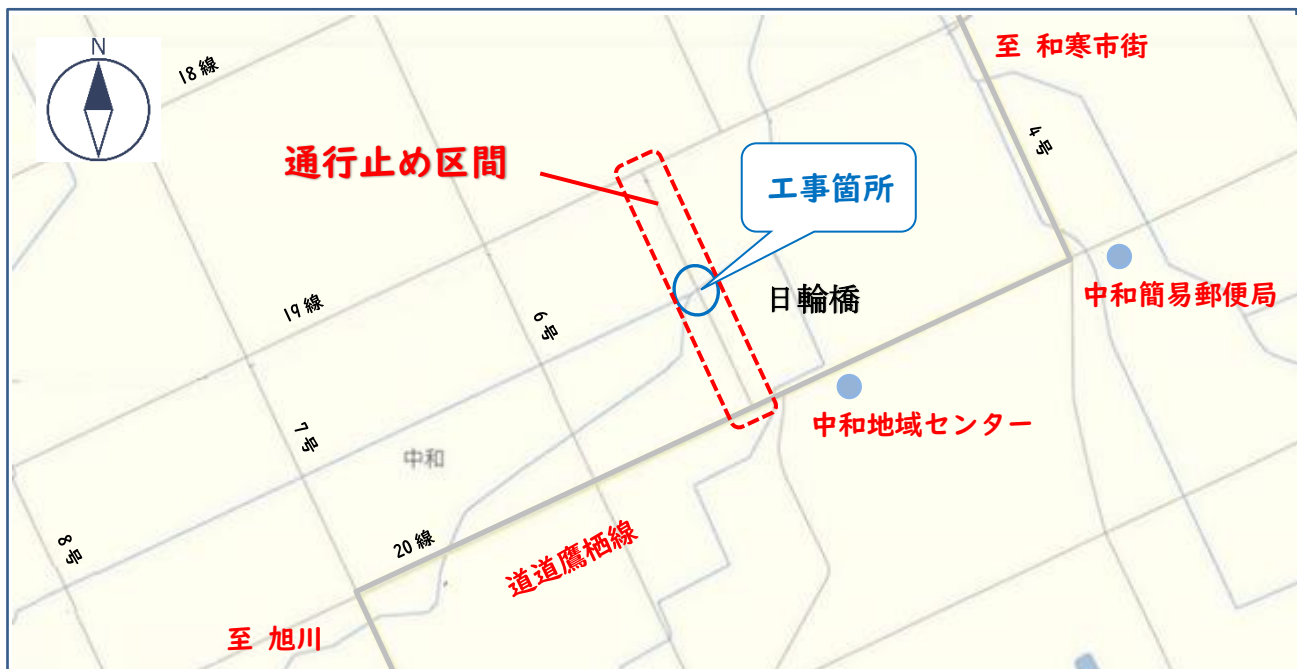 N
至 和寒市街
18線
4号
通行止め区間
工事箇所
中和簡易郵便局
日輪橋
19線
6号
中和地域センター
7号
中和
20線
8号
道道鷹栖線
至 旭川